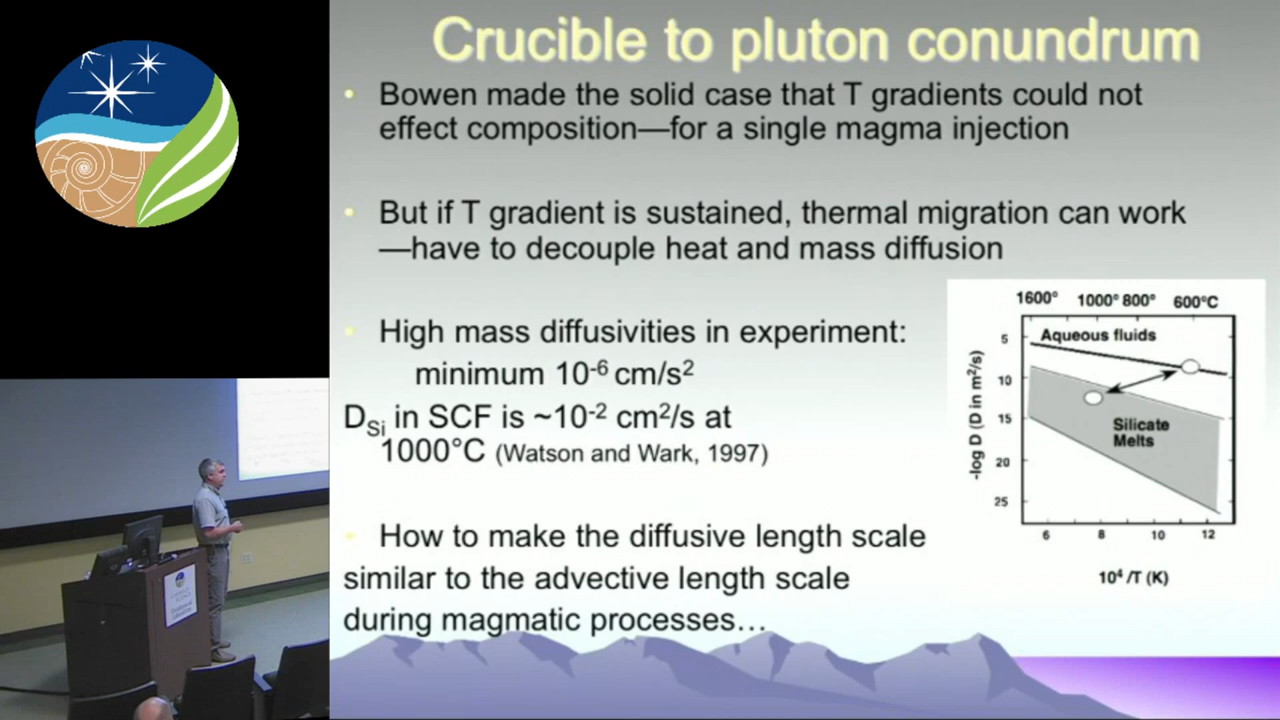 Crucible to pluton conundrum
• Bowen made the solid case that T gradients could not
effect composition—for a single magma injection
• But if T gradient is sustained, thermal migration can work
—have to decouple heat and mass diffusion
• High mass diffusivities in experiment:
minimum 10⁻⁶ cm/s²
D_Si in SCF is ~10⁻² cm²/s at
1000°C (Watson and Wark, 1997)
• How to make the diffusive length scale
similar to the advective length scale
during magmatic processes…
1600° 1000° 800° 600°C
Aqueous fluids
Silicate
Melts
-log D (D in m²/s)
5
10
15
20
25
6 8 10 12
10⁴ /T (K)